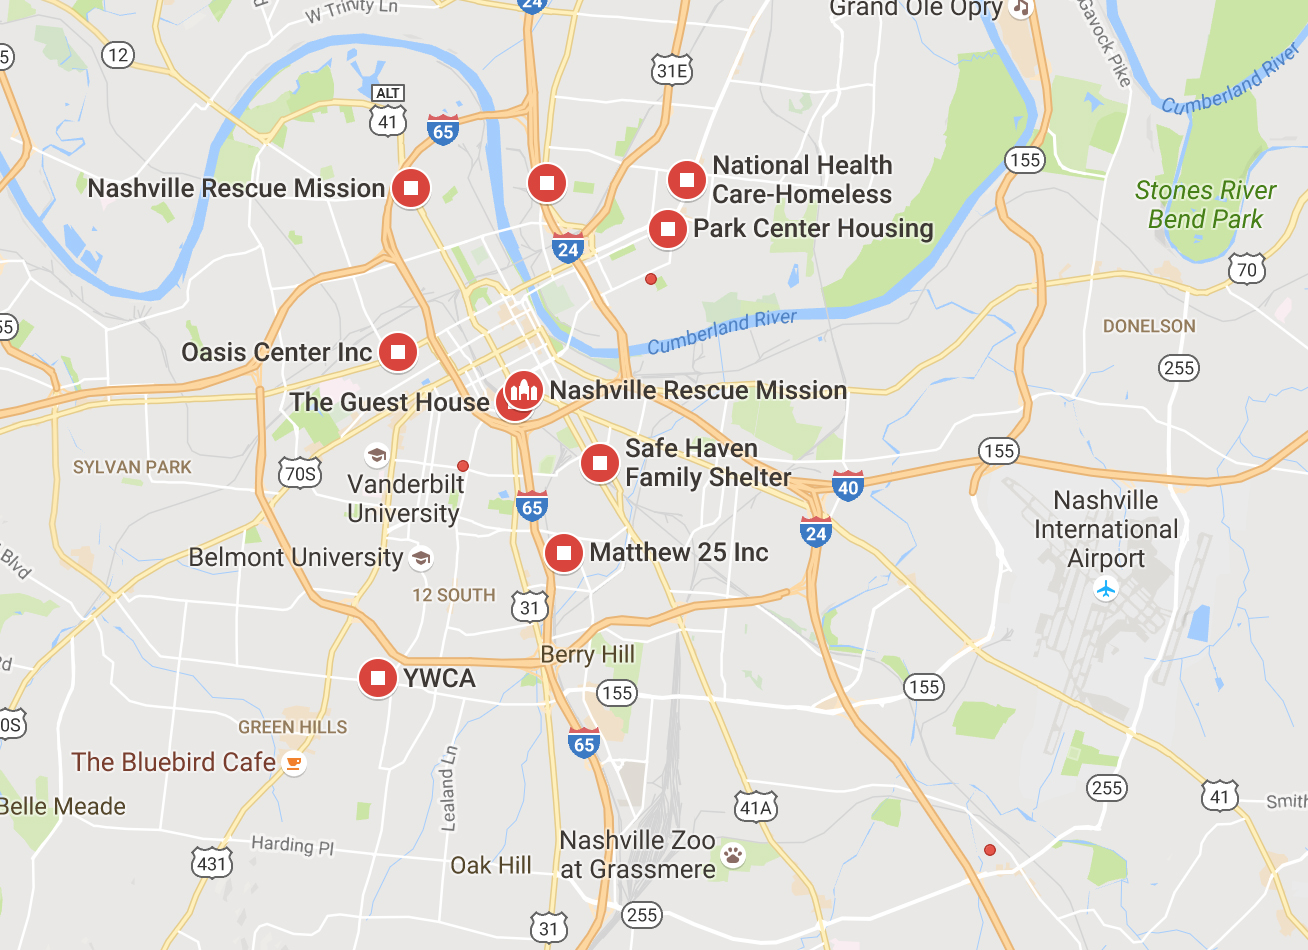 24
W Trinity Ln
Grand Ole Opry
Gavock Pike
5
12
31E
ALT
41
65
Cumberland River
155
National Health
Care-Homeless
Nashville Rescue Mission
Stones River
Bend Park
Park Center Housing
24
70
55
Cumberland River
DONELSON
Oasis Center Inc
255
Nashville Rescue Mission
The Guest House
Safe Haven
Family Shelter
155
SYLVAN PARK
70S
Vanderbilt
University
40
65
24
Nashville
International
Airport
Blvd
Belmont University
Matthew 25 Inc
12 SOUTH
31
Berry Hill
Rd
YWCA
155
155
0S
GREEN HILLS
65
The Bluebird Cafe
Lealand Ln
255
41
Smith
Belle Meade
41A
Harding Pl
431
Oak Hill
Nashville Zoo
at Grassmere
255
31